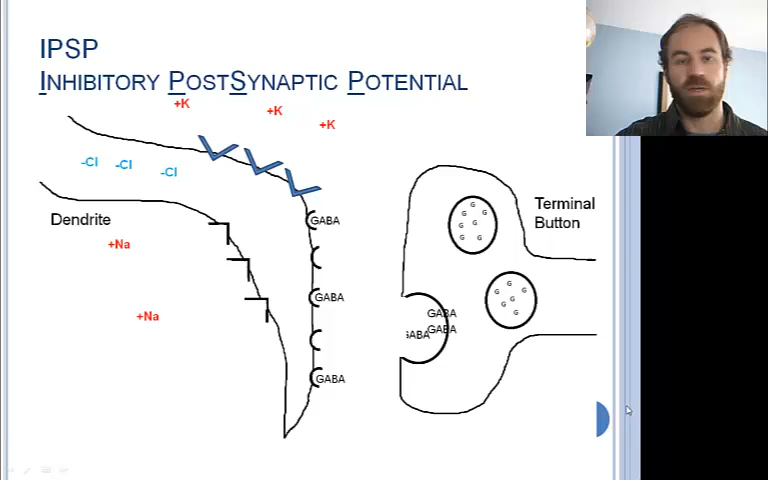 IPSP
INHIBITORY POSTSYNAPTIC POTENTIAL
+K
+K
+K
-Cl
-Cl
-Cl
Dendrite
+Na
+Na
GABA
GABA
GABA
GABA
GABA
GABA
G
G
G
G
G
G
G
G
G
G
G
G
G
G
Terminal
Button